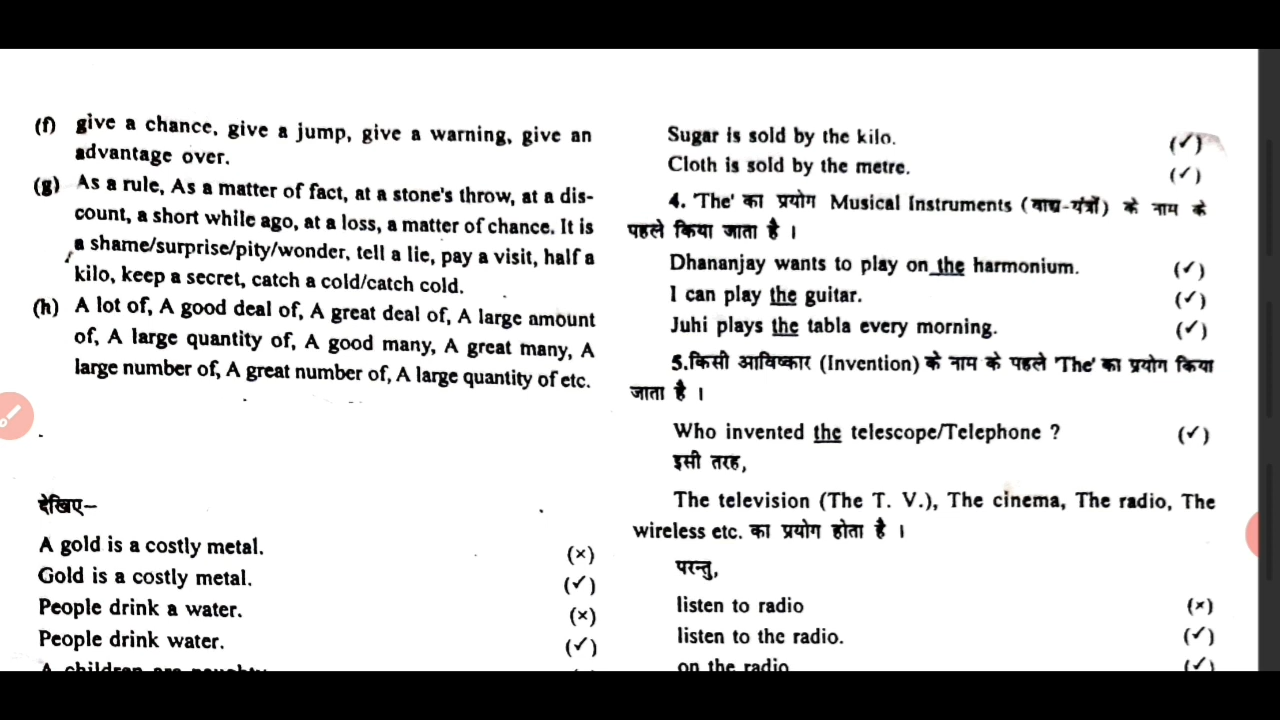 (f) give a chance, give a jump, give a warning, give an
advantage over.
(g) As a rule, As a matter of fact, at a stone's throw, at a dis-
count, a short while ago, at a loss, a matter of chance. It is
a shame/surprise/pity/wonder, tell a lie, pay a visit, half a
kilo, keep a secret, catch a cold/catch cold.
(h) A lot of, A good deal of, A great deal of, A large amount
of, A large quantity of, A good many, A great many, A
large number of, A great number of, A large quantity of etc.
देखिए–
A gold is a costly metal. (×)
Gold is a costly metal. (✓)
People drink a water. (×)
People drink water. (✓)
A children are naughty
Sugar is sold by the kilo. (✓)
Cloth is sold by the metre. (✓)
4. 'The' का प्रयोग Musical Instruments (वाद्य-यंत्रों) के नाम के
पहले किया जाता है ।
Dhananjay wants to play on the harmonium. (✓)
I can play the guitar. (✓)
Juhi plays the tabla every morning. (✓)
5.किसी आविष्कार (Invention) के नाम के पहले 'The' का प्रयोग किया
जाता है ।
Who invented the telescope/Telephone ? (✓)
इसी तरह,
The television (The T. V.), The cinema, The radio, The
wireless etc. का प्रयोग होता है ।
परन्तु,
listen to radio (×)
listen to the radio. (✓)
on the radio (✓)